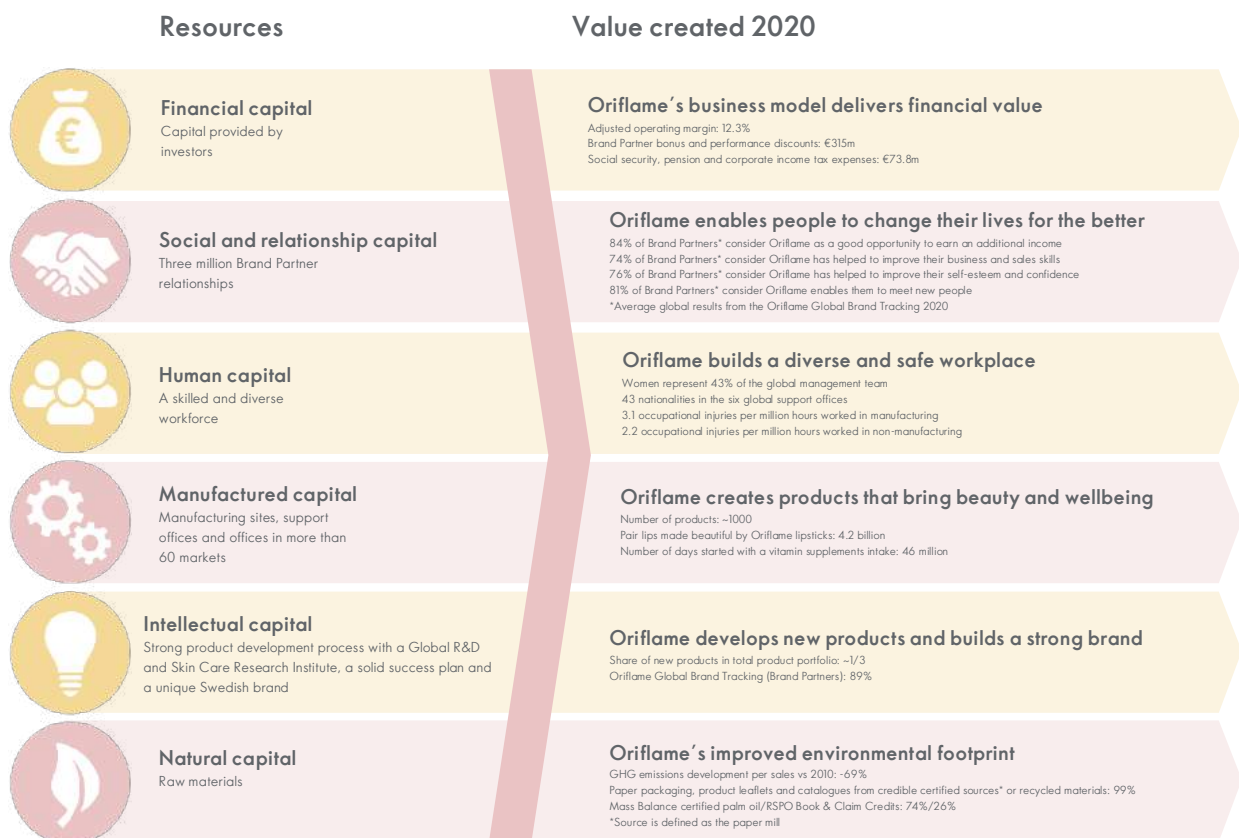 Resources
Value created 2020
Financial capital
Capital provided by
investors
Oriflame´s business model delivers financial value
Adjusted operating margin: 12.3%
Brand Partner bonus and performance discounts: €315m
Social security, pension and corporate income tax expenses: €73.8m
Social and relationship capital
Three million Brand Partner
relationships
Oriflame enables people to change their lives for the better
84% of Brand Partners* consider Oriflame as a good opportunity to earn an additional income
74% of Brand Partners* consider Oriflame has helped to improve their business and sales skills
76% of Brand Partners* consider Oriflame has helped to improve their self-esteem and confidence
81% of Brand Partners* consider Oriflame enables them to meet new people
*Average global results from the Oriflame Global Brand Tracking 2020
Human capital
A skilled and diverse
workforce
Oriflame builds a diverse and safe workplace
Women represent 43% of the global management team
43 nationalities in the six global support offices
3.1 occupational injuries per million hours worked in manufacturing
2.2 occupational injuries per million hours worked in non-manufacturing
Manufactured capital
Manufacturing sites, support
offices and offices in more than
60 markets
Oriflame creates products that bring beauty and wellbeing
Number of products: ~1000
Pair lips made beautiful by Oriflame lipsticks: 4.2 billion
Number of days started with a vitamin supplements intake: 46 million
Intellectual capital
Strong product development process with a Global R&D
and Skin Care Research Institute, a solid success plan and
a unique Swedish brand
Oriflame develops new products and builds a strong brand
Share of new products in total product portfolio: ~1/3
Oriflame Global Brand Tracking (Brand Partners): 89%
Natural capital
Raw materials
Oriflame´s improved environmental footprint
GHG emissions development per sales vs 2010: -69%
Paper packaging, product leaflets and catalogues from credible certified sources* or recycled materials: 99%
Mass Balance certified palm oil/RSPO Book & Claim Credits: 74%/26%
*Source is defined as the paper mill